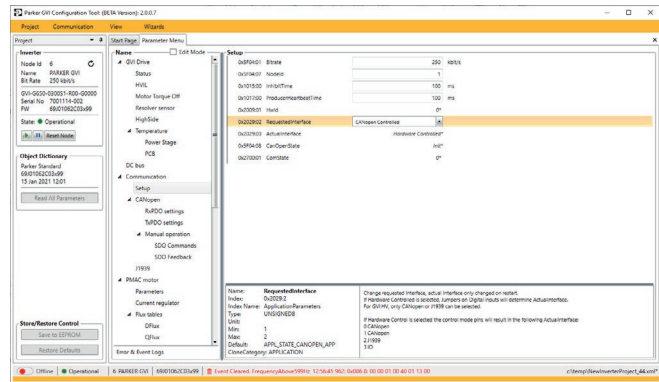 Parker GVI Configuration Tool (BETA Version): 2.0.0.7
Project Communication View Wizards
Project
Start Page Parameter Menu
Inverter
Node Id 6
Name PARKER GVI
Bit Rate 250 kbit/s
GVI-G650-0300S1-R00-G0000
Serial No 7001114-002
FW 69J01062C03x99
State: Operational
Reset Node
Object Dictionary
Parker Standard
69J01062C03x99
15 Jan 2021 12:01
Read All Parameters
Store/Restore Control
Save to EEPROM
Restore Defaults
Name Edit Mode
GVI Drive
Status
HVIL
Motor Torque Off
Resolver sensor
HighSide
Temperature
Power Stage
PCB
DC bus
Communication
Setup
CANopen
RxPDO settings
TxPDO settings
Manual operation
SDO Commands
SDO Feedback
J1939
PMAC motor
Parameters
Current regulator
Flux tables
DFlux
QFlux
Error & Event Logs
Setup
0x5F04:01 Bitrate 250 kbit/s
0x5F04:07 NodeId 1
0x1015:00 InhibitTime 100 ms
0x1017:00 ProducerHeartbeatTime 100 ms
0x2009:01 HwId 0*
0x2029:02 RequestedInterface CANopen Controlled
0x2029:03 ActualInterface Hardware Controlled*
0x5F04:08 CanOpenState Init*
0x2700:01 ComState 0*
Name: RequestedInterface
Index: 0x2029:2
Index Name: ApplicationParameters
Type: UNSIGNED8
Unit:
Min: 1
Max: 2
Default: APPL_STATE_CANOPEN_APP
CloneCategory: APPLICATION
Change requested Interface, actual Interface only changed on restart.
If Hardware Controlled is selected, Jumpers on Digital inputs will determine ActualInterface.
For GVI-HV, only CANopen or J1939 can be selected.
If Hardware Control is selected the control mode pins will result in the following ActualInterface:
0:CANopen
1:CANopen
2:J1939
3:IO
Offline Operational 6 PARKER GVI 69J01062C03x99 Event Cleared: FrequencyAbove599Hz 12:56:45 962: 0x086 8: 00 00 01 00 40 01 13 00 c:\temp\NewInverterProject_44.xml*